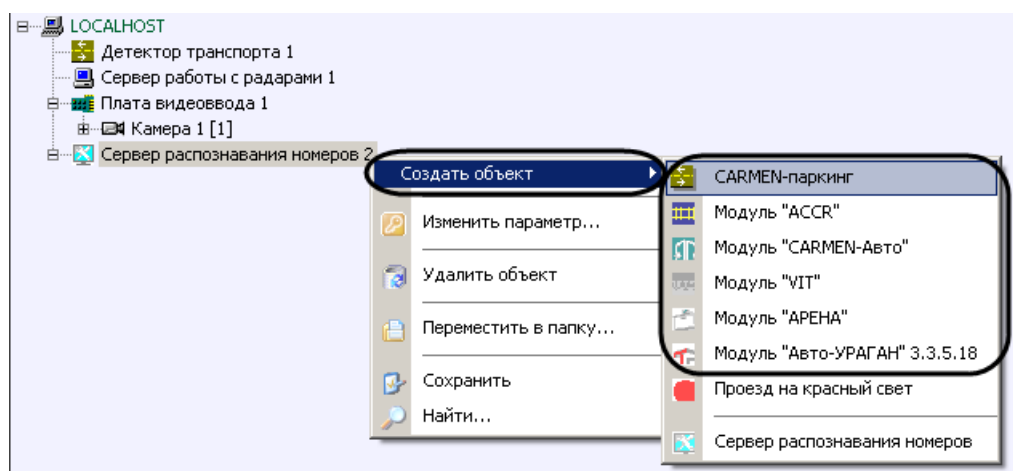 LOCALHOST
Детектор транспорта 1
Сервер работы с радарами 1
Плата видеоввода 1
Камера 1 [1]
Сервер распознавания номеров 2
Создать объект
Изменить параметр...
Удалить объект
Переместить в папку...
Сохранить
Найти...
CARMEN-паркинг
Модуль "ACCR"
Модуль "CARMEN-Авто"
Модуль "VIT"
Модуль "АРЕНА"
Модуль "Авто-УРАГАН" 3.3.5.18
Проезд на красный свет
Сервер распознавания номеров